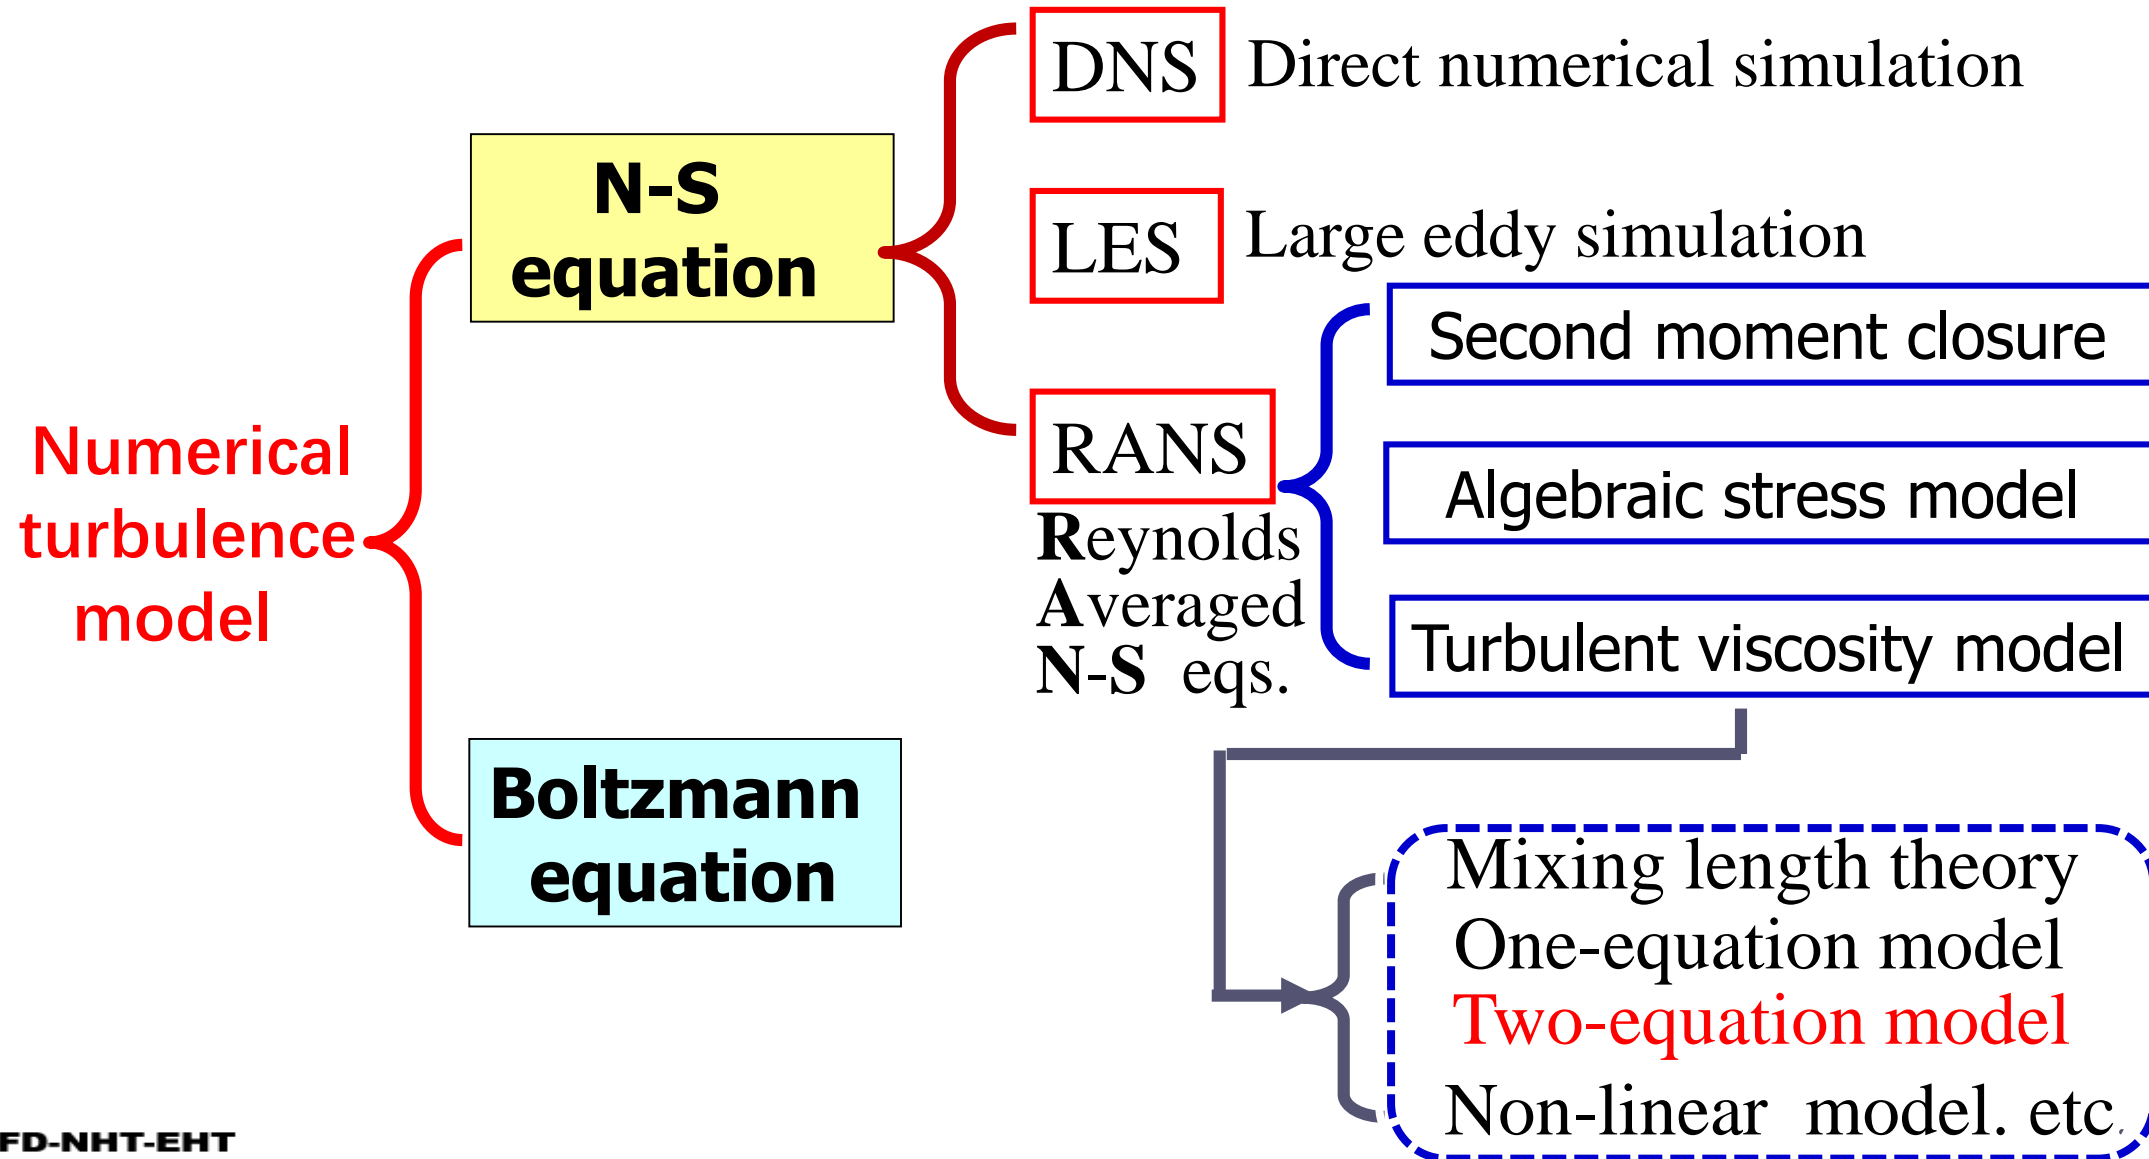 DNS Direct numerical simulation
N-S
equation
LES Large eddy simulation
Second moment closure
Numerical
turbulence
model
RANS
Algebraic stress model
Reynolds
Averaged
N-S eqs.
Turbulent viscosity model
Boltzmann
equation
Mixing length theory
One-equation model
Two-equation model
Non-linear model. etc.
FD-NHT-EHT